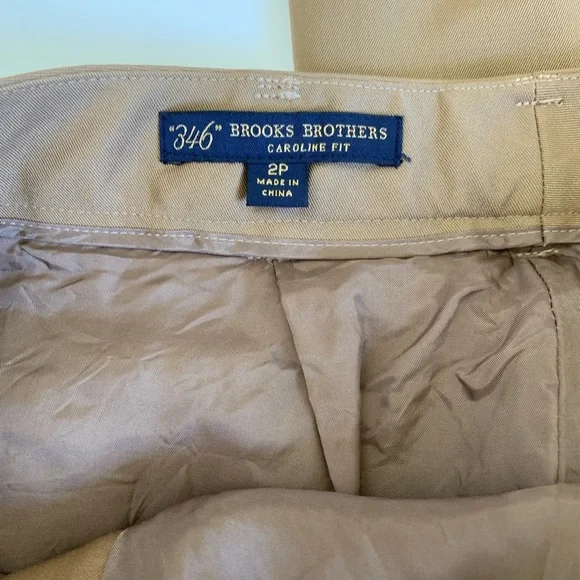 "346" BROOKS BROTHERS
CAROLINE FIT
2P
MADE IN
CHINA